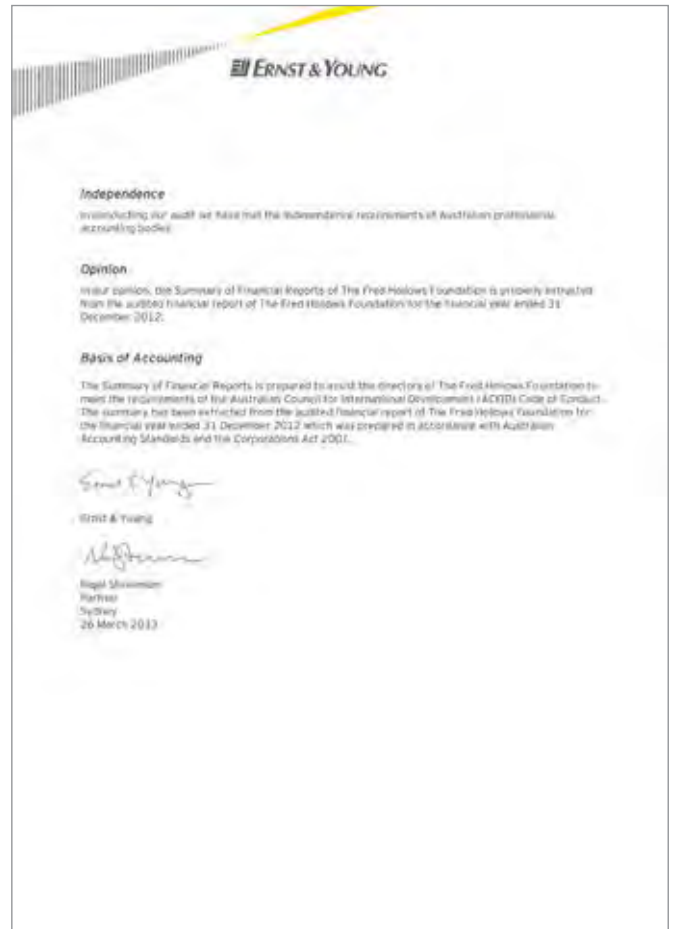 ERNST & YOUNG
Independence
In conducting our audit we have met the independence requirements of Australian professional
accounting bodies.
Opinion
In our opinion, the Summary of Financial Reports of The Fred Hollows Foundation is properly extracted
from the audited financial report of The Fred Hollows Foundation for the financial year ended 31
December 2012.
Basis of Accounting
The Summary of Financial Reports is prepared to assist the directors of The Fred Hollows Foundation to
meet the requirements of the Australian Council for International Development (ACFID) Code of Conduct.
The summary has been extracted from the audited financial report of The Fred Hollows Foundation for
the financial year ended 31 December 2012 which was prepared in accordance with Australian
Accounting Standards and the Corporations Act 2001.
Ernst & Young
Ernst & Young
Partner
Sydney
26 March 2013